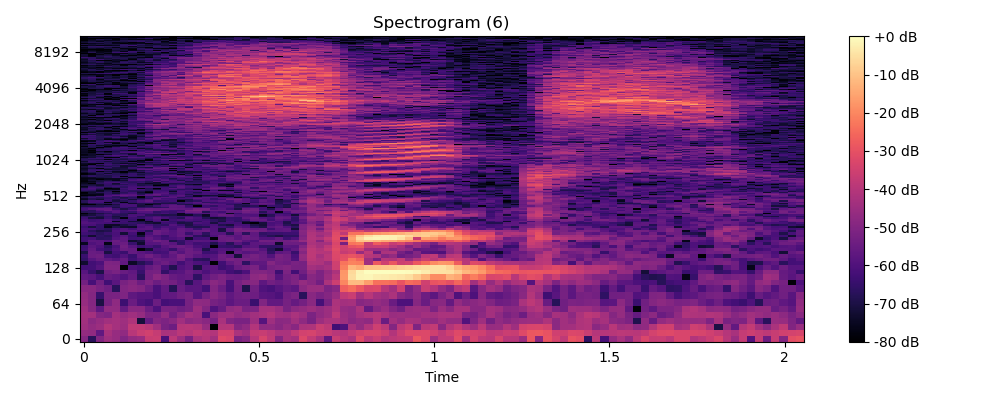 Spectrogram (6)
8192
4096
2048
1024
512
256
128
64
0
Hz
0
0.5
1
1.5
2
Time
+0 dB
-10 dB
-20 dB
-30 dB
-40 dB
-50 dB
-60 dB
-70 dB
-80 dB